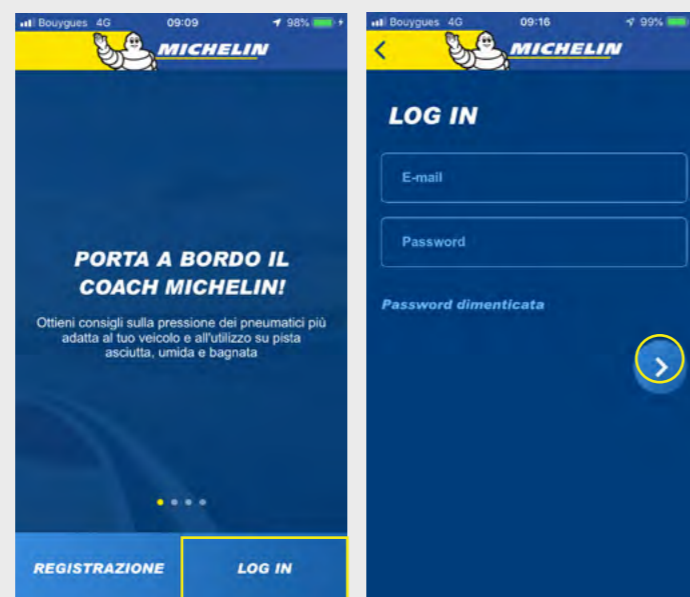 Bouygues 4G 09:09 98%
MICHELIN
PORTA A BORDO IL
COACH MICHELIN!
Ottieni consigli sulla pressione dei pneumatici più
adatta al tuo veicolo e all'utilizzo su pista
asciutta, umida e bagnata
REGISTRAZIONE LOG IN
Bouygues 4G 09:16 99%
MICHELIN
LOG IN
E-mail
Password
Password dimenticata